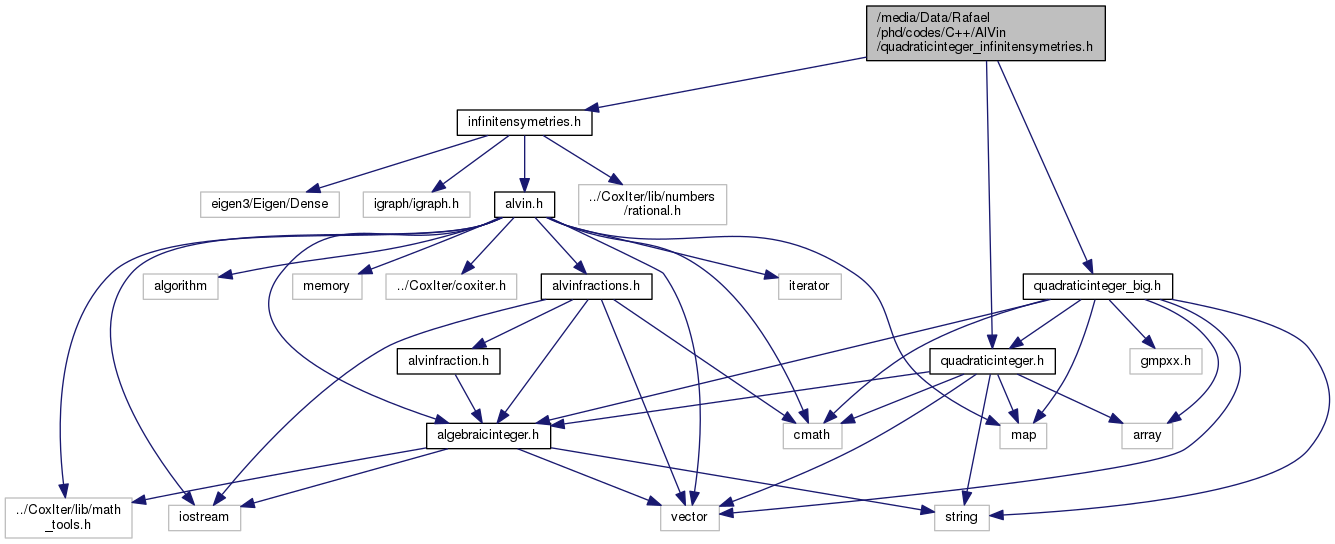 /media/Data/Rafael
/phd/codes/C++/AlVin
/quadraticinteger_infinitensymetries.h
infinitensymetries.h
eigen3/Eigen/Dense
igraph/igraph.h
alvin.h
../CoxIter/lib/numbers
/rational.h
algorithm
memory
../CoxIter/coxiter.h
alvinfractions.h
iterator
quadraticinteger_big.h
alvinfraction.h
quadraticinteger.h
gmpxx.h
algebraicinteger.h
cmath
map
array
../CoxIter/lib/math
_tools.h
iostream
vector
string